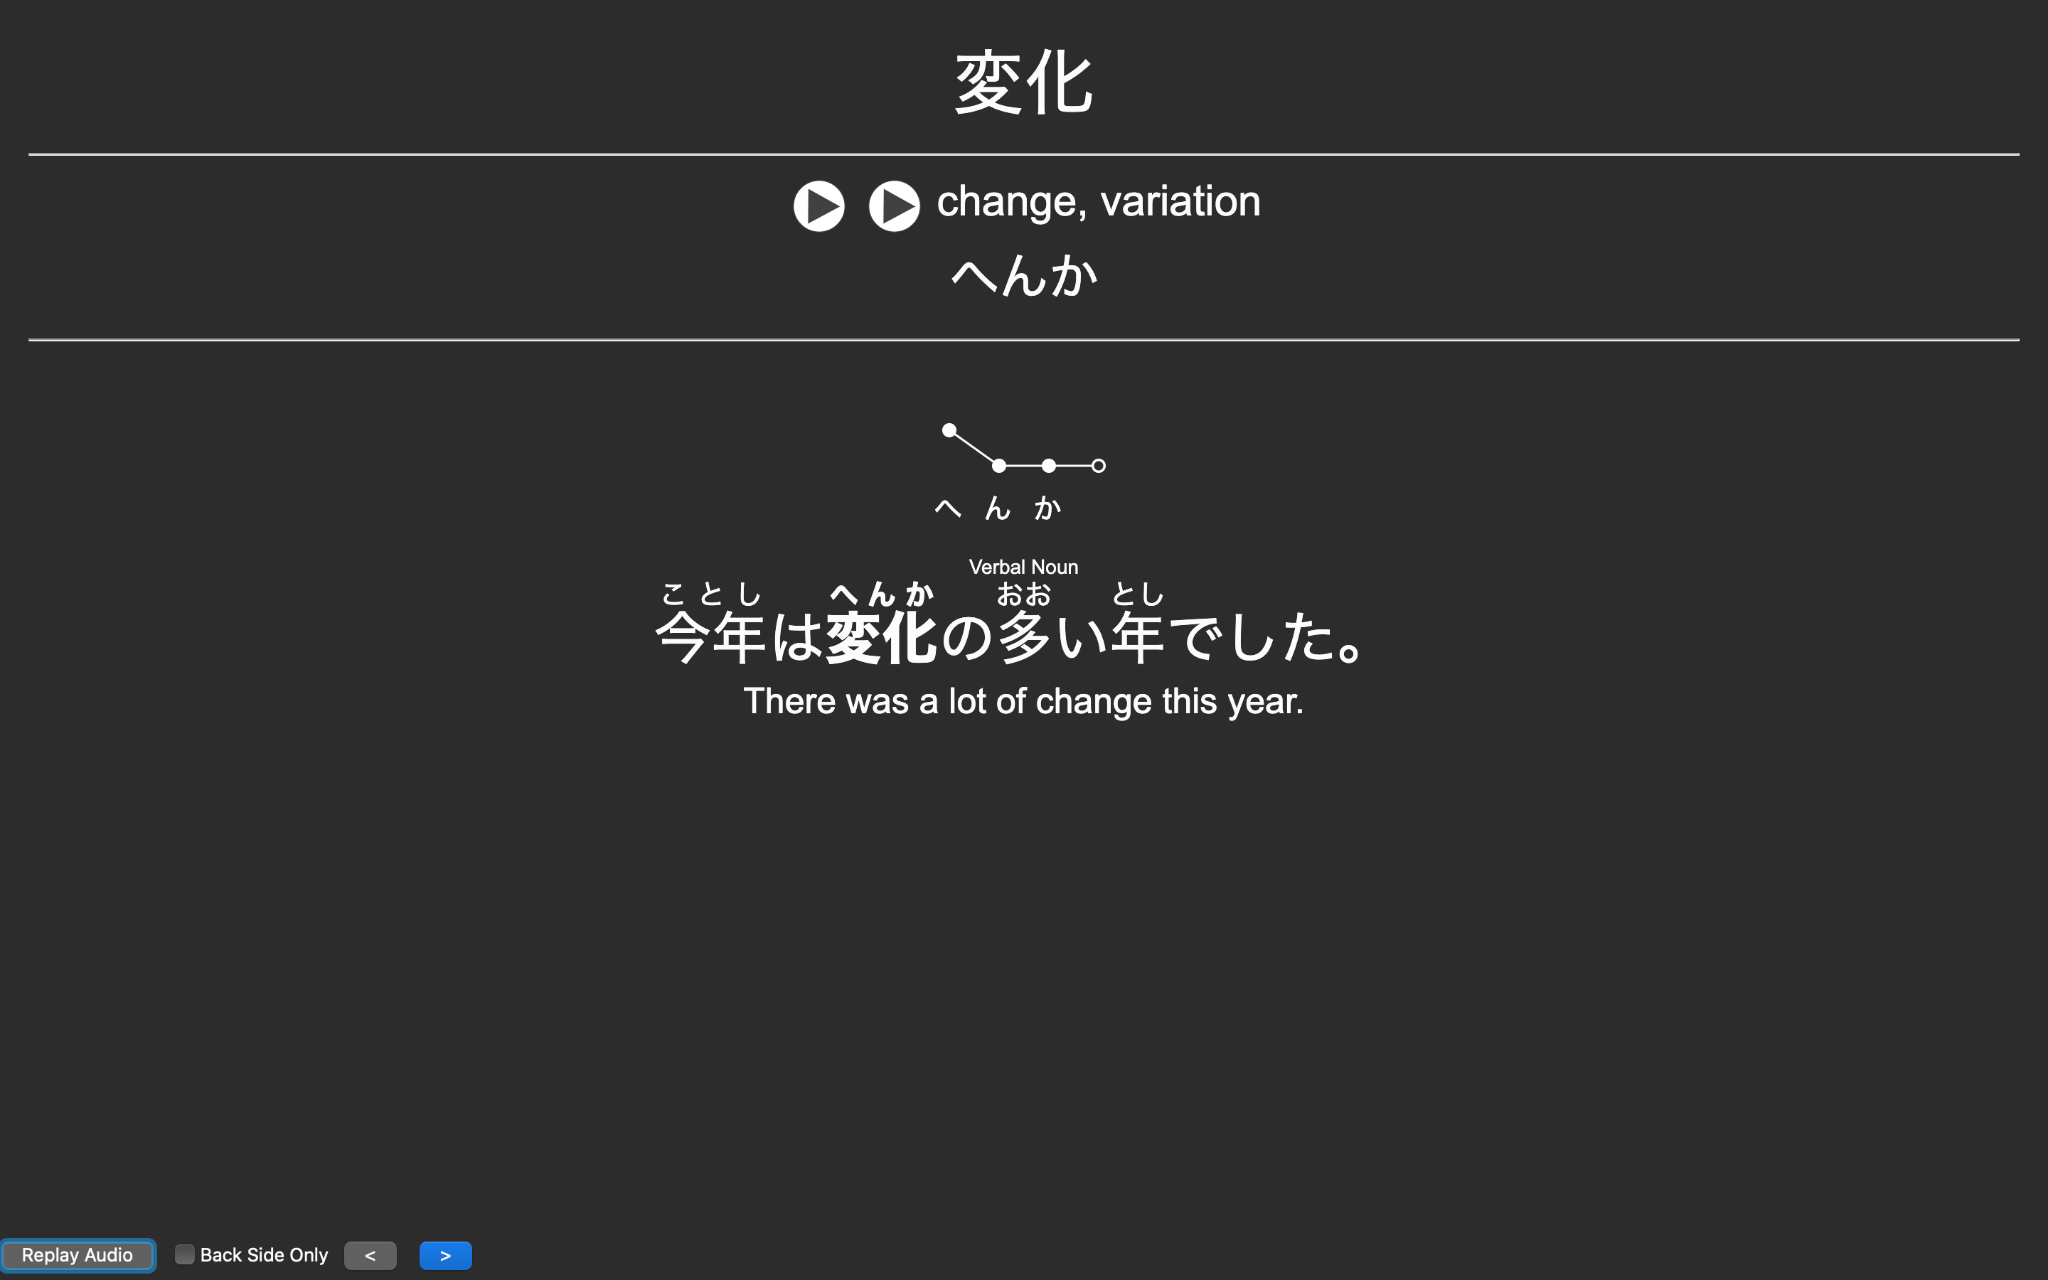 変化
change, variation
へんか
へ ん か
Verbal Noun
ことし へんか おお とし
今年は変化の多い年でした。
There was a lot of change this year.
Replay Audio Back Side Only < >